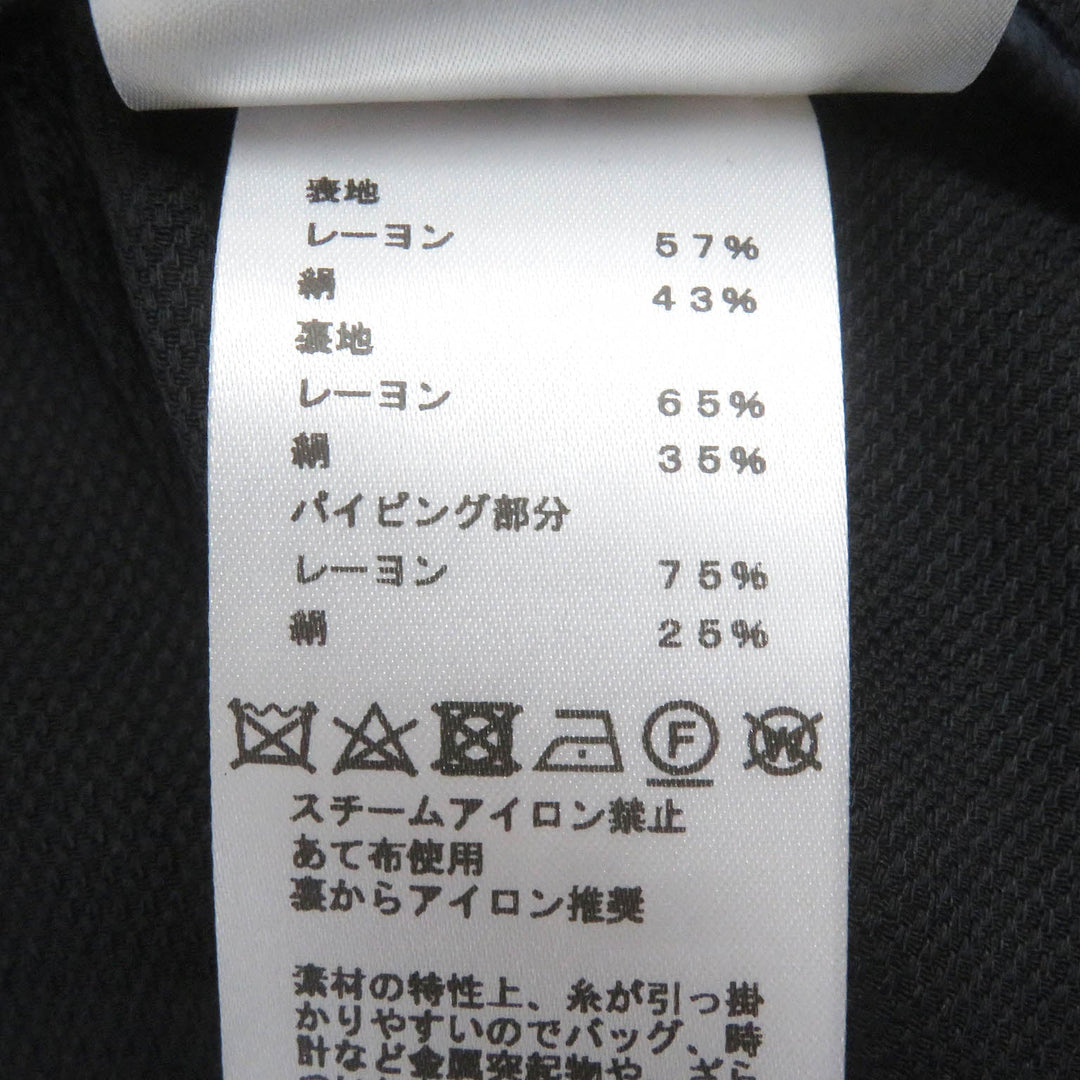 表地
レーヨン 57%
絹 43%
裏地
レーヨン 65%
絹 35%
パイピング部分
レーヨン 75%
絹 25%
F W
スチームアイロン禁止
あて布使用
裏からアイロン推奨
素材の特性上、糸が引っ掛
かりやすいのでバッグ、時
計など金属突起物や、ざら